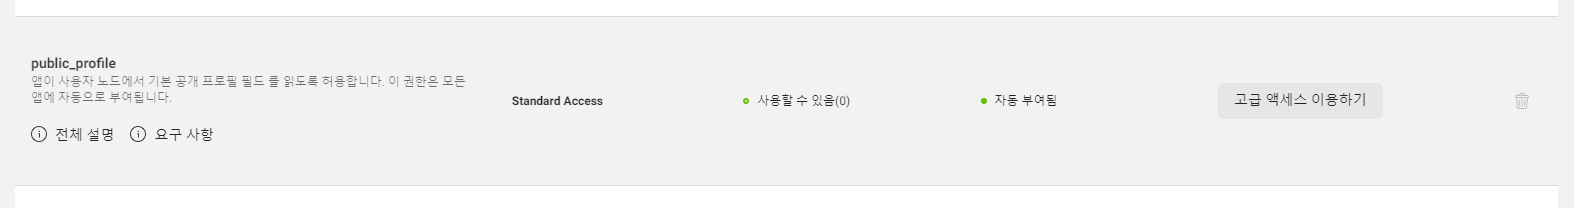 public_profile
앱이 사용자 노드에서 기본 공개 프로필 필드 를 읽도록 허용합니다. 이 권한은 모든
앱에 자동으로 부여됩니다.
Standard Access
사용할 수 있음(0)
자동 부여됨
고급 액세스 이용하기
전체 설명 요구 사항